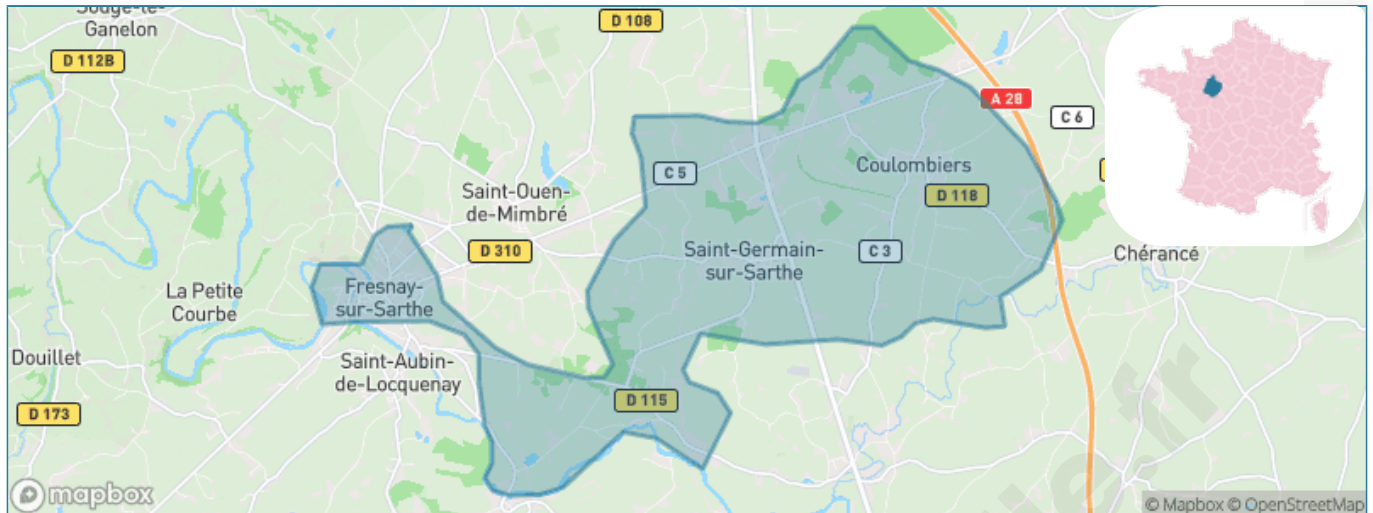 Ganelon
D 112B
D 108
A 28
C 6
C 5
Coulombiers
D 118
Saint-Ouen-
de-Mimbré
D 310
Saint-Germain-
sur-Sarthe
C 3
Chérancé
La Petite
Courbe
Fresnay-
sur-Sarthe
Douillet
Saint-Aubin-
de-Locquenay
D 115
D 173
mapbox
© Mapbox © OpenStreetMap